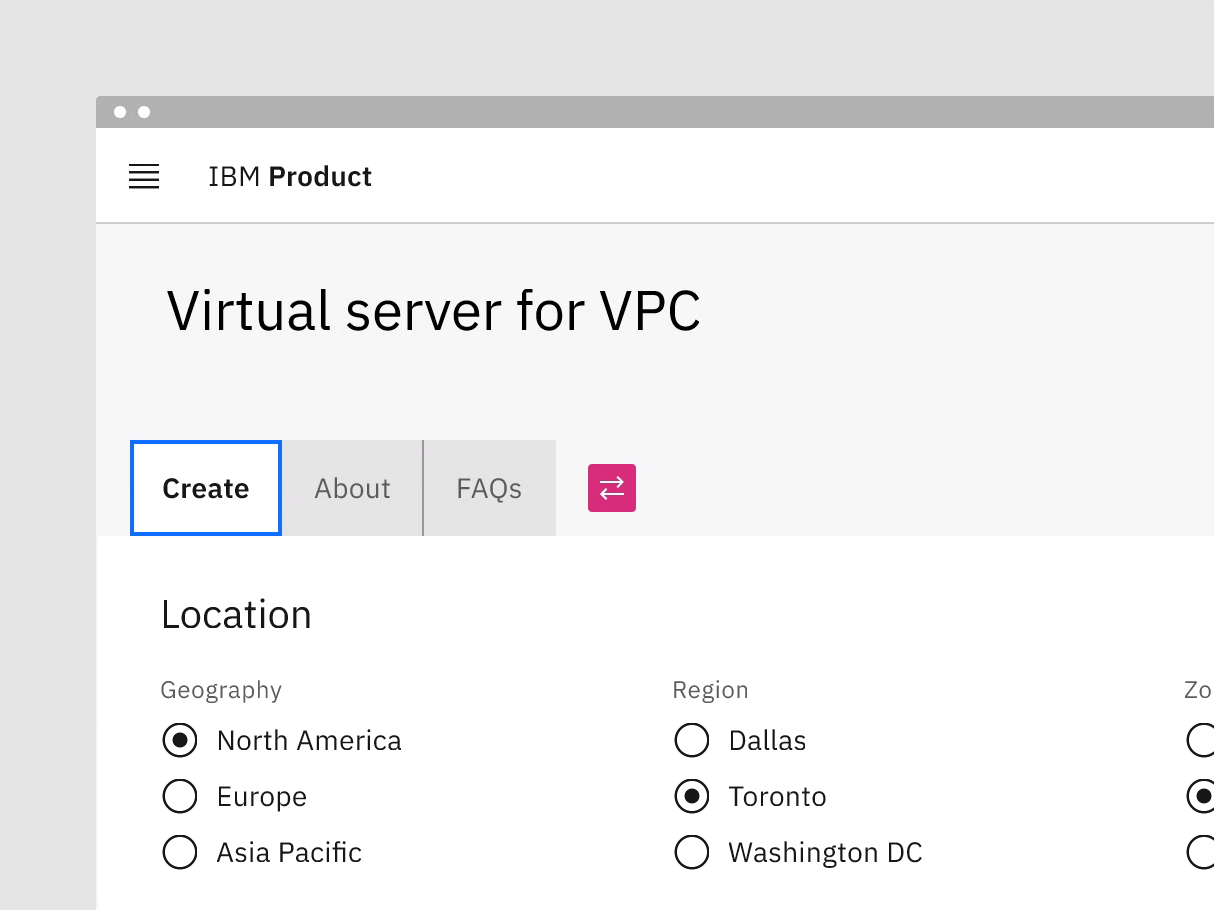 IBM Product
Virtual server for VPC
Create About FAQs
Location
Geography Region
North America Dallas
Europe Toronto
Asia Pacific Washington DC